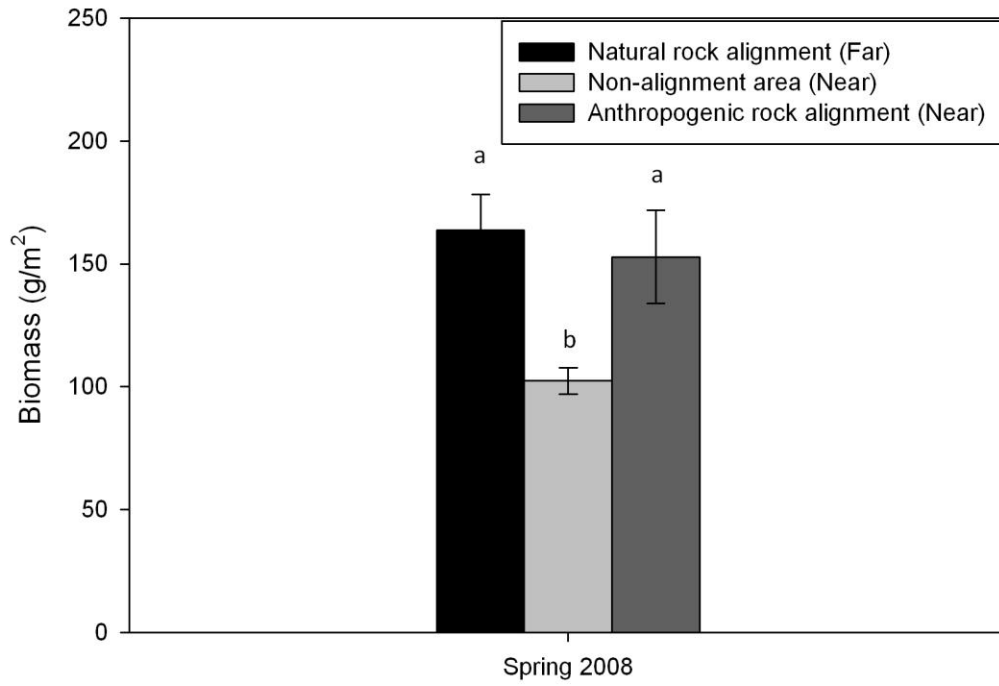 250
200
150
100
50
0
Biomass (g/m²)
Natural rock alignment (Far)
Non-alignment area (Near)
Anthropogenic rock alignment (Near)
a
b
a
Spring 2008